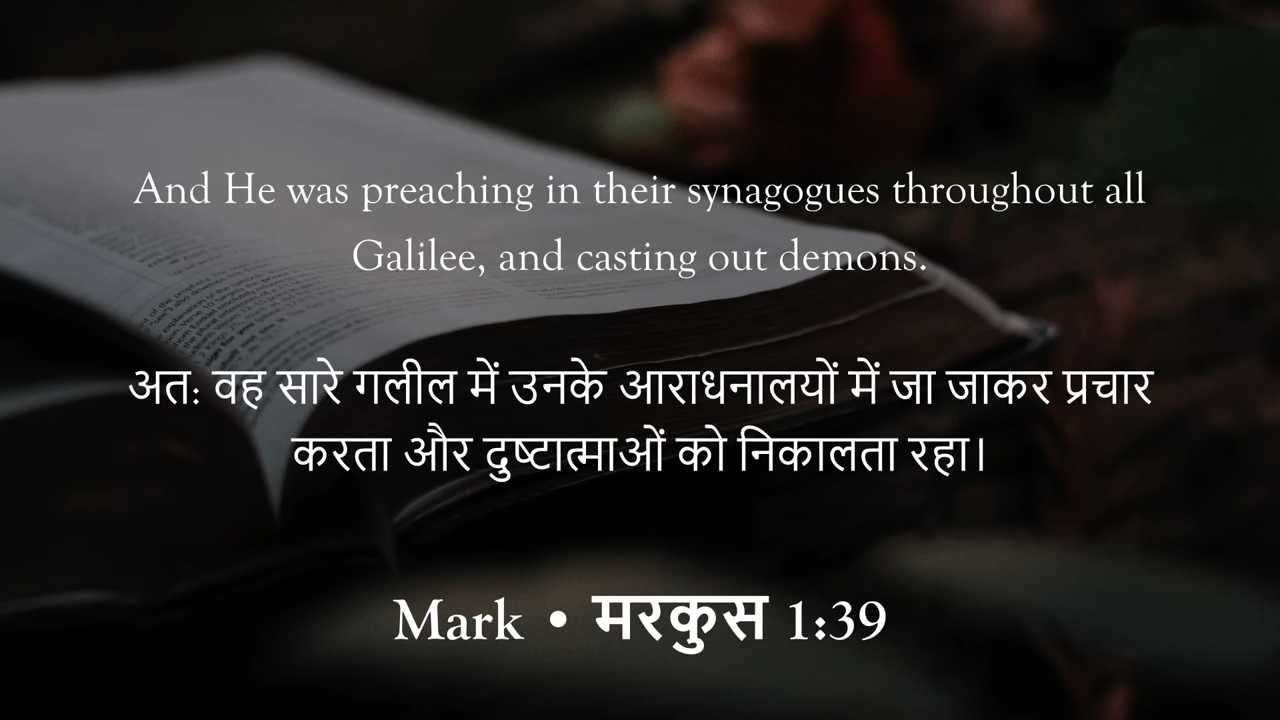 And He was preaching in their synagogues throughout all
Galilee, and casting out demons.
अतः वह सारे गलील में उनके आराधनालयों में जा जाकर प्रचार
करता और दुष्टात्माओं को निकालता रहा।
Mark • मरकुस 1:39